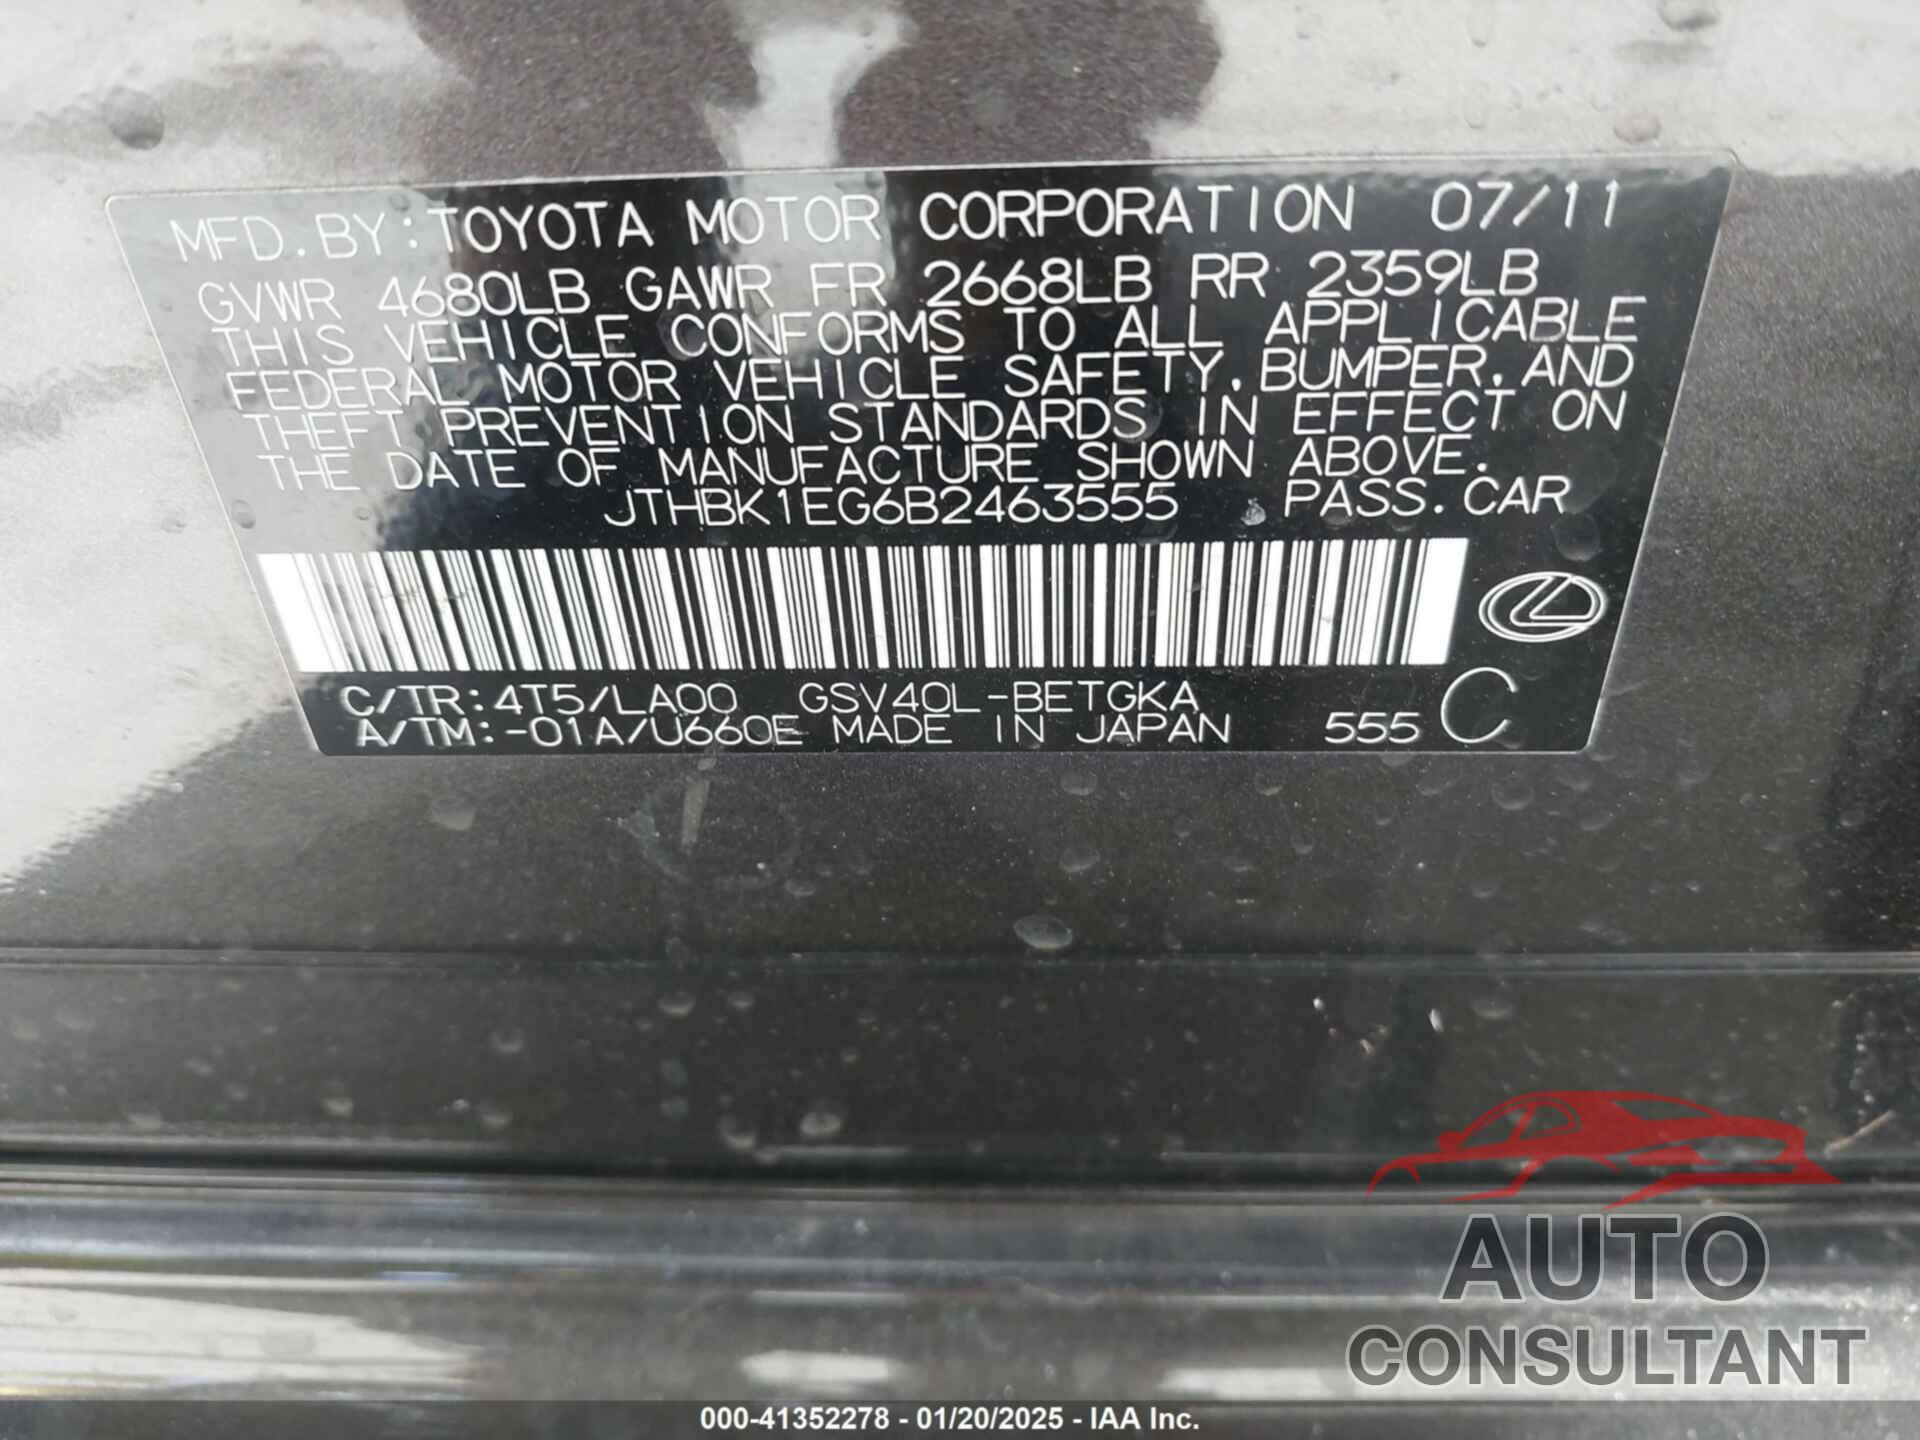 MFD. BY: TOYOTA MOTOR CORPORATION 07/11
GVWR 4680LB GAWR FR 2668LB RR 2359LB
THIS VEHICLE CONFORMS TO ALL APPLICABLE
FEDERAL MOTOR VEHICLE SAFETY, BUMPER, AND
THEFT PREVENTION STANDARDS IN EFFECT ON
THE DATE OF MANUFACTURE SHOWN ABOVE.
JTHBK1EG6B2463555 PASS. CAR
C/TR: 4T5/LA00 GSV40L-BETGKA
A/TM: -01A/U660E MADE IN JAPAN 555 C
AUTO
CONSULTANT
000-41352278 - 01/20/2025 - IAA Inc.